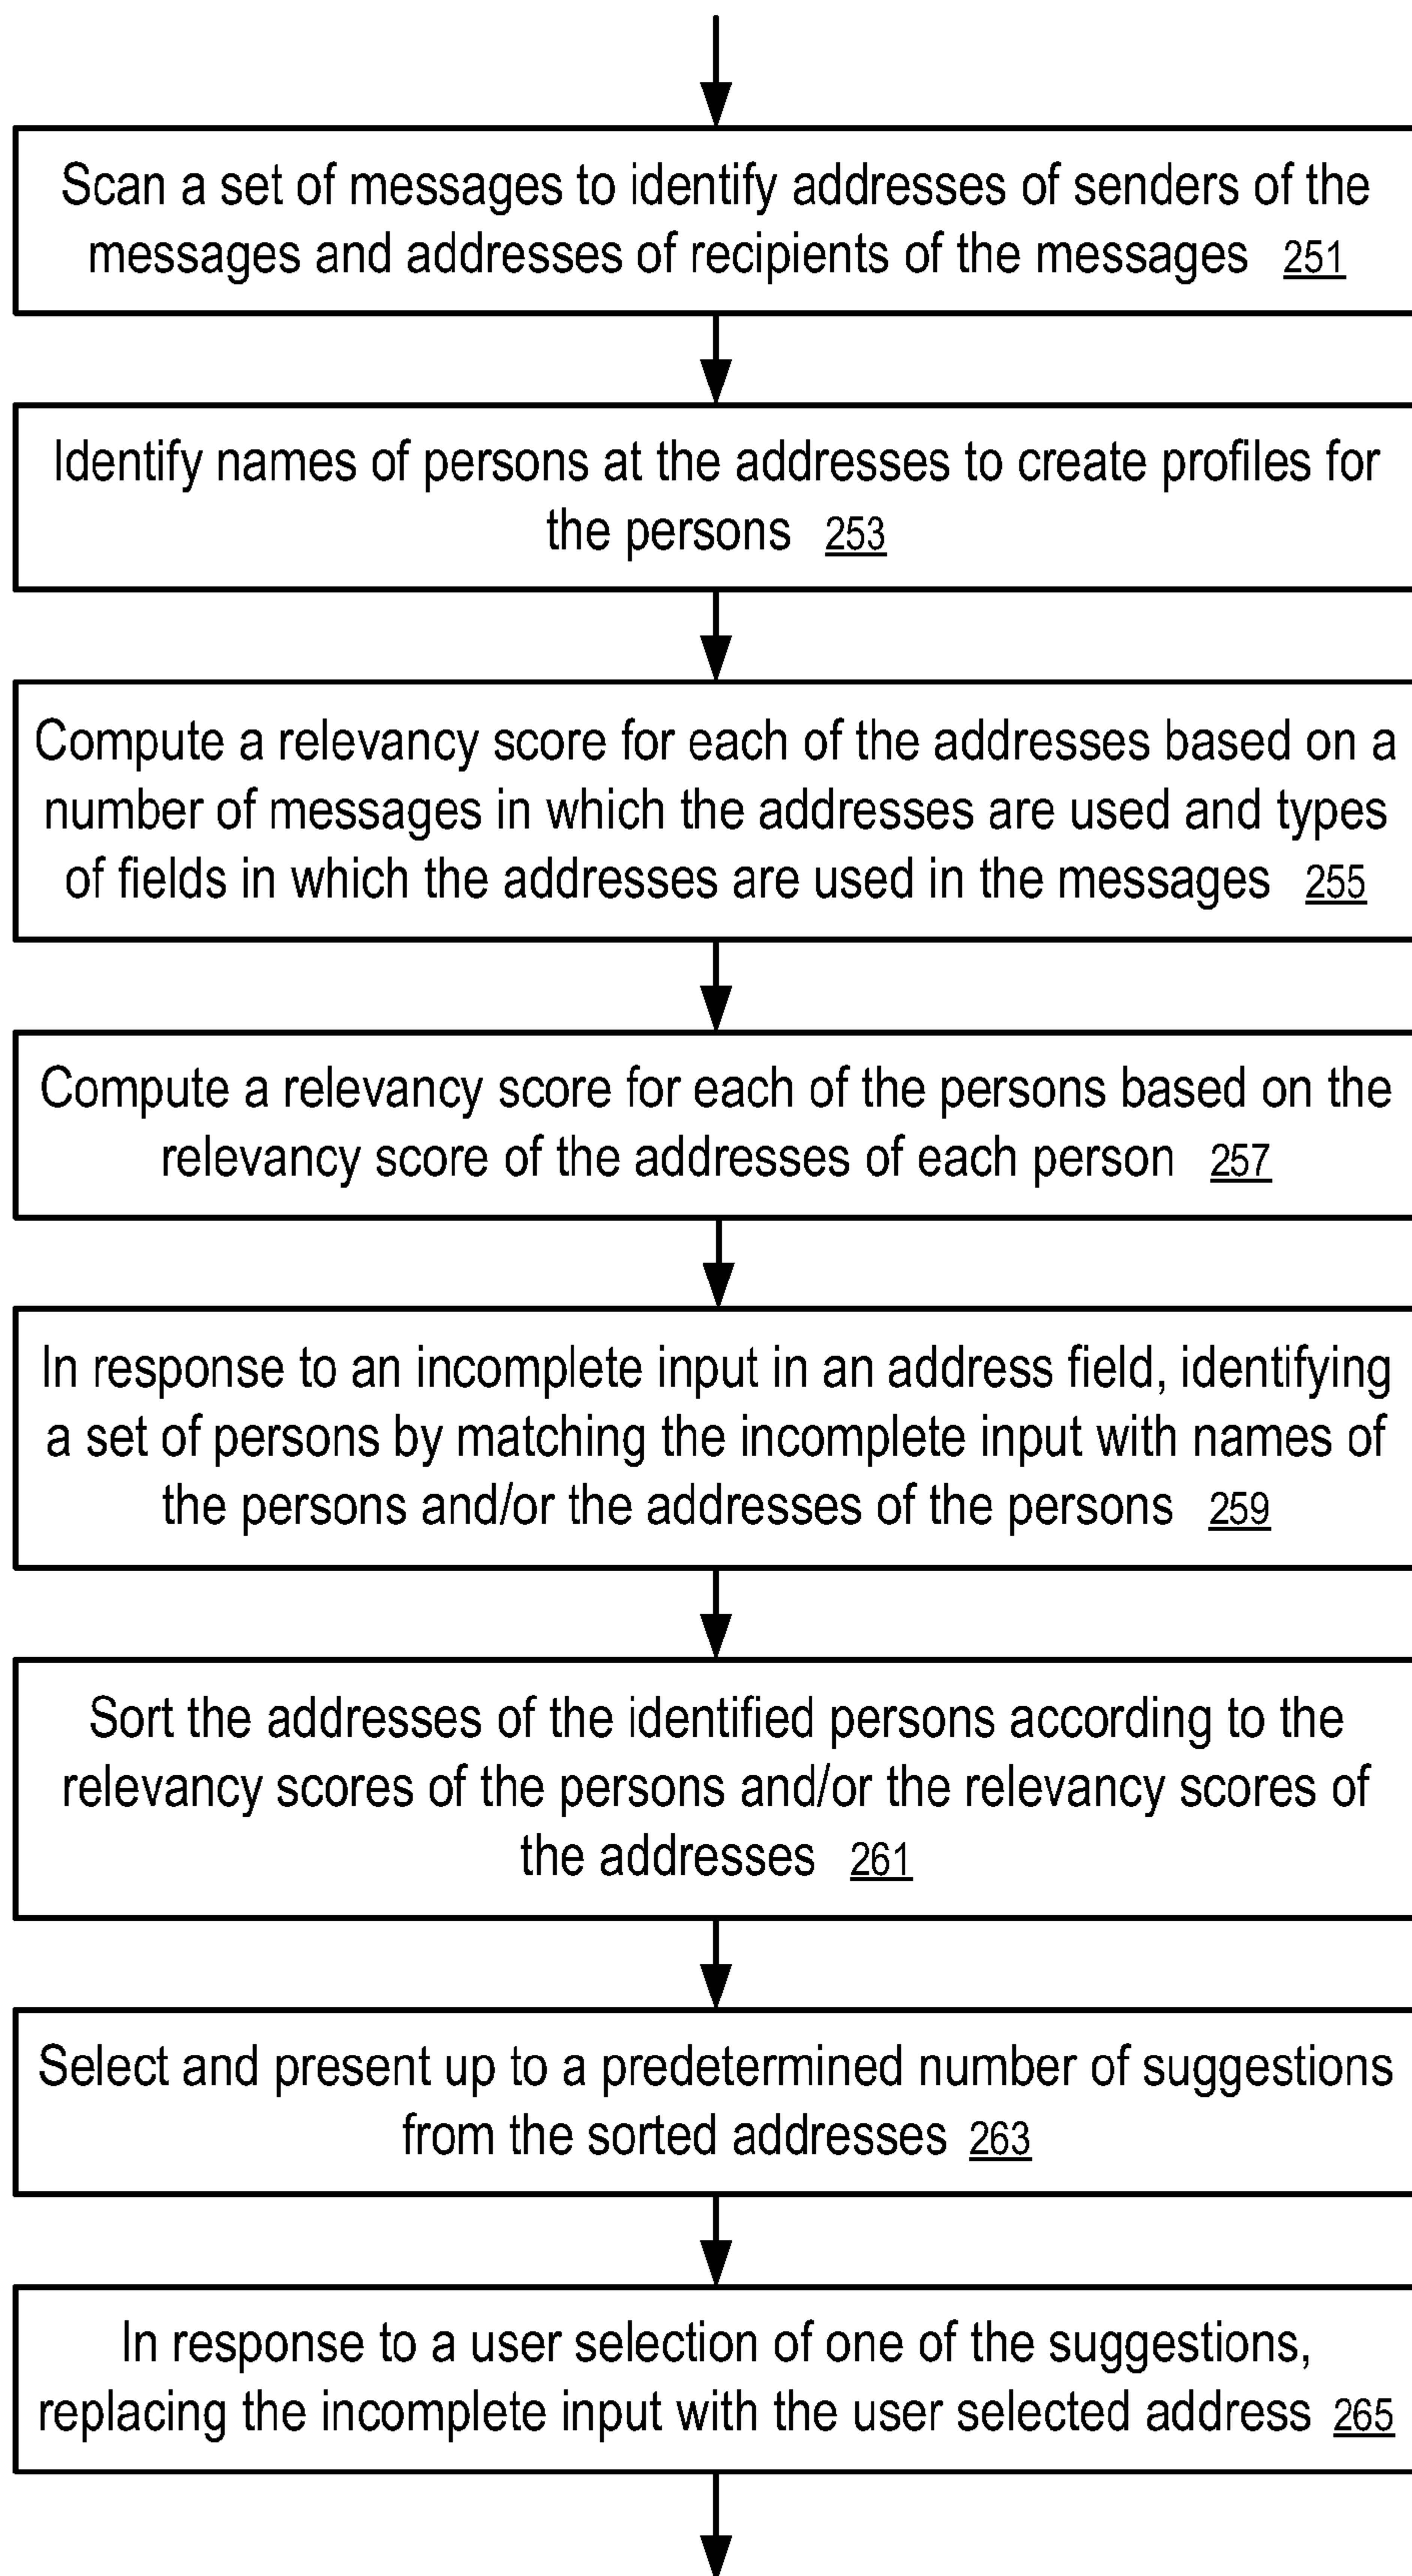 Scan a set of messages to identify addresses of senders of the
messages and addresses of recipients of the messages 251
Identify names of persons at the addresses to create profiles for
the persons 253
Compute a relevancy score for each of the addresses based on a
number of messages in which the addresses are used and types
of fields in which the addresses are used in the messages 255
Compute a relevancy score for each of the persons based on the
relevancy score of the addresses of each person 257
In response to an incomplete input in an address field, identifying
a set of persons by matching the incomplete input with names of
the persons and/or the addresses of the persons 259
Sort the addresses of the identified persons according to the
relevancy scores of the persons and/or the relevancy scores of
the addresses 261
Select and present up to a predetermined number of suggestions
from the sorted addresses 263
In response to a user selection of one of the suggestions,
replacing the incomplete input with the user selected address 265